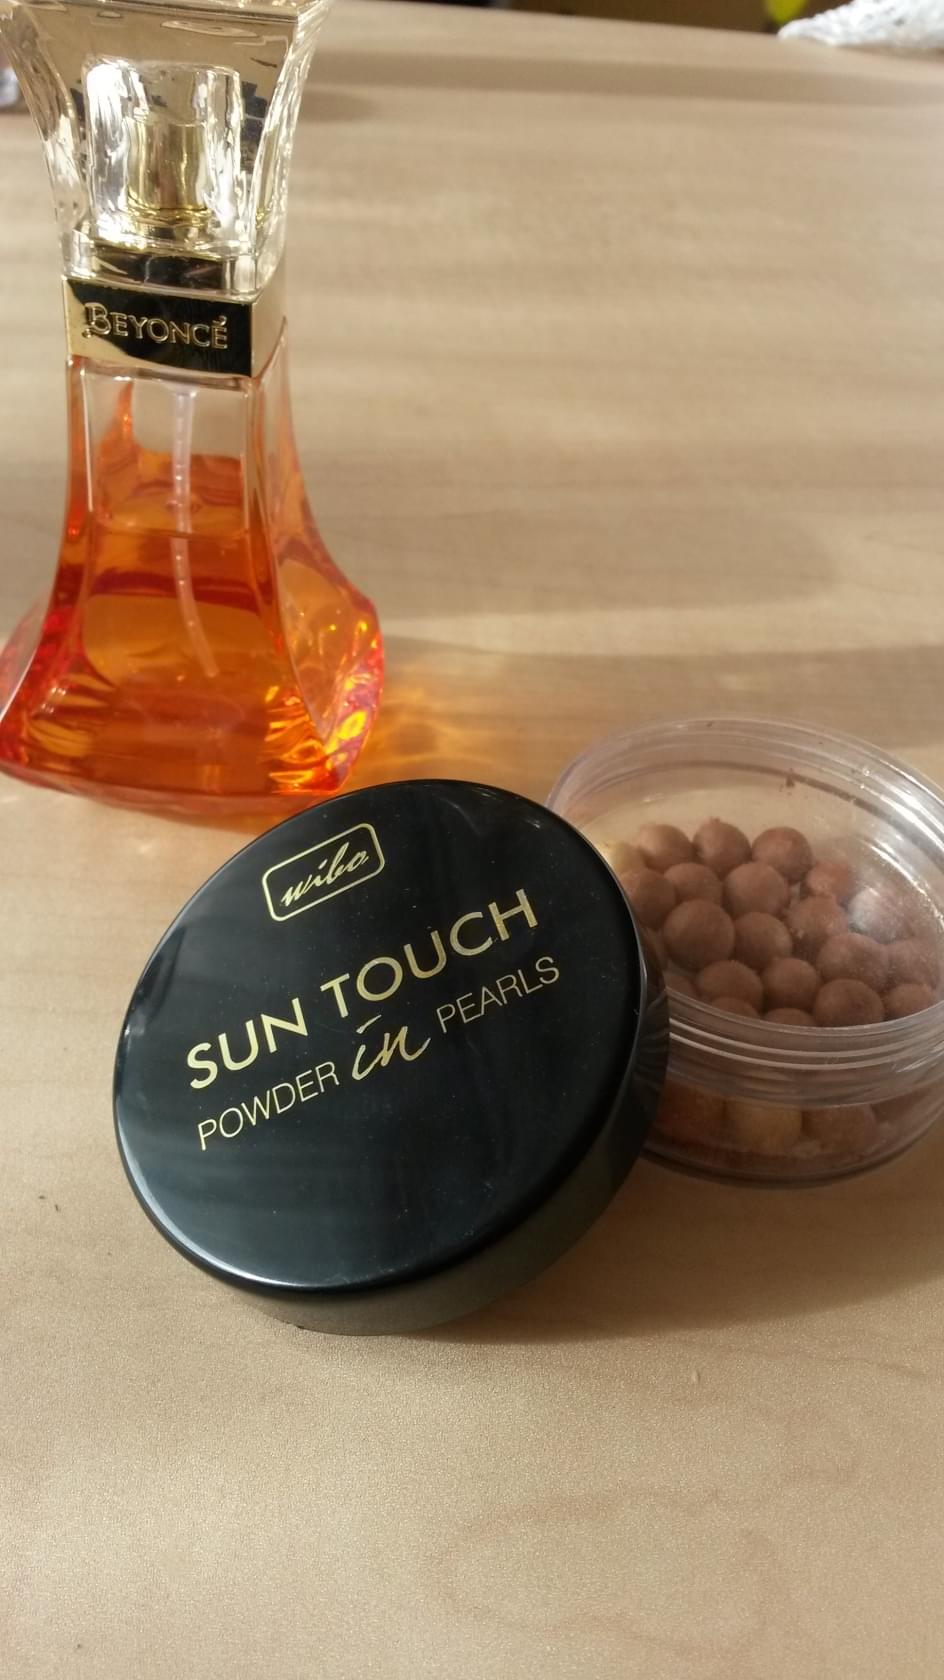 BEYONCÉ
wibo
SUN TOUCH
POWDER in PEARLS